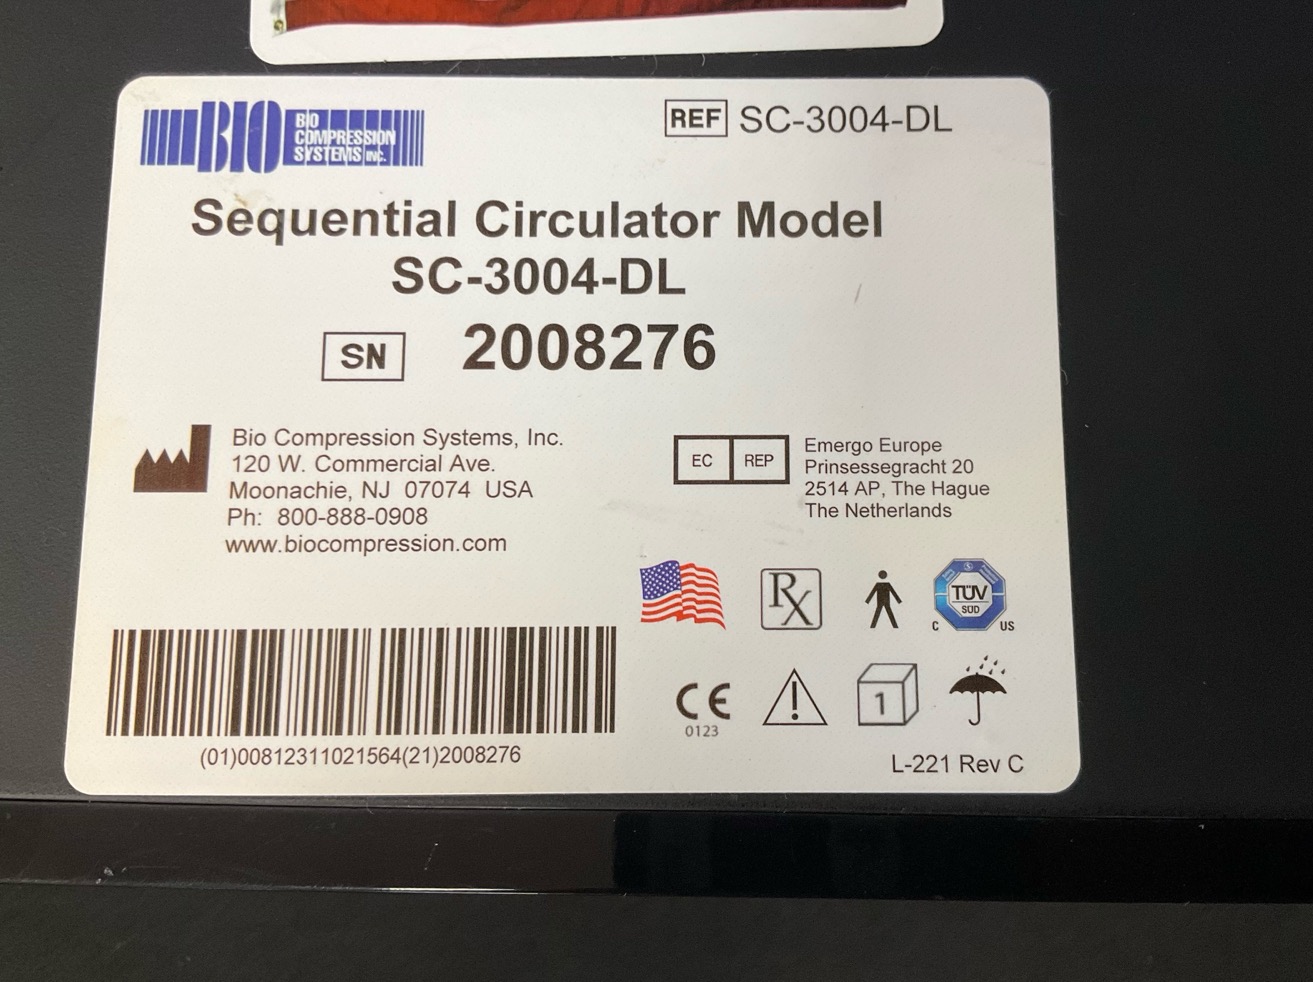 BIO
BIO
COMPRESSION
SYSTEMS INC.
REF SC-3004-DL
Sequential Circulator Model
SC-3004-DL
SN 2008276
Bio Compression Systems, Inc.
120 W. Commercial Ave.
Moonachie, NJ 07074 USA
Ph: 800-888-0908
www.biocompression.com
EC REP
Emergo Europe
Prinsessegracht 20
2514 AP, The Hague
The Netherlands
Rx
TÜV
SÜD
C US
CE
0123
1
(01)00812311021564(21)2008276
L-221 Rev C